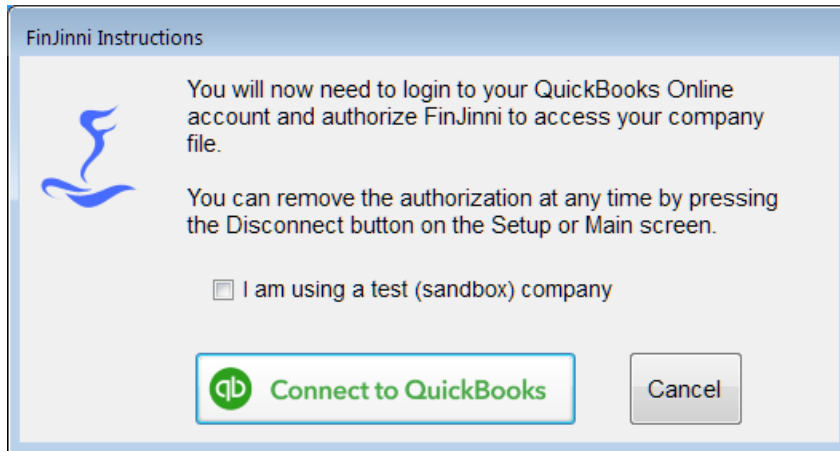 FinJinni Instructions
You will now need to login to your QuickBooks Online
account and authorize FinJinni to access your company
file.
You can remove the authorization at any time by pressing
the Disconnect button on the Setup or Main screen.
I am using a test (sandbox) company
qb Connect to QuickBooks
Cancel